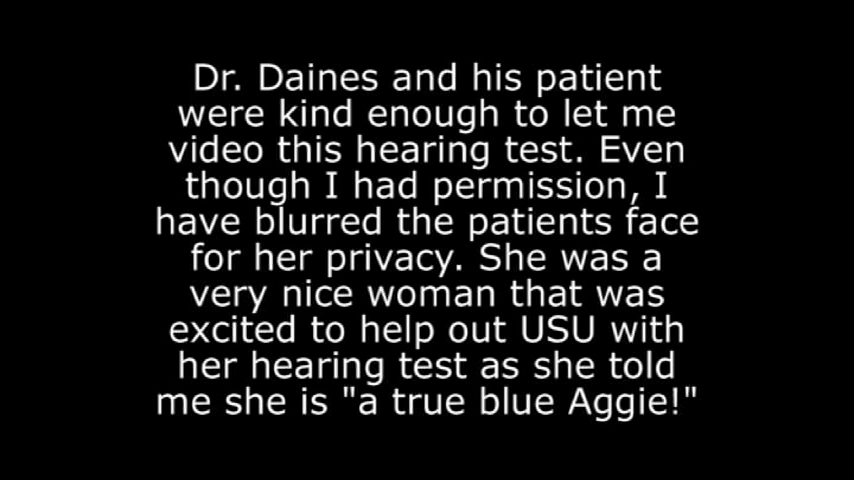 Dr. Daines and his patient
were kind enough to let me
video this hearing test. Even
though I had permission, I
have blurred the patients face
for her privacy. She was a
very nice woman that was
excited to help out USU with
her hearing test as she told
me she is "a true blue Aggie!"